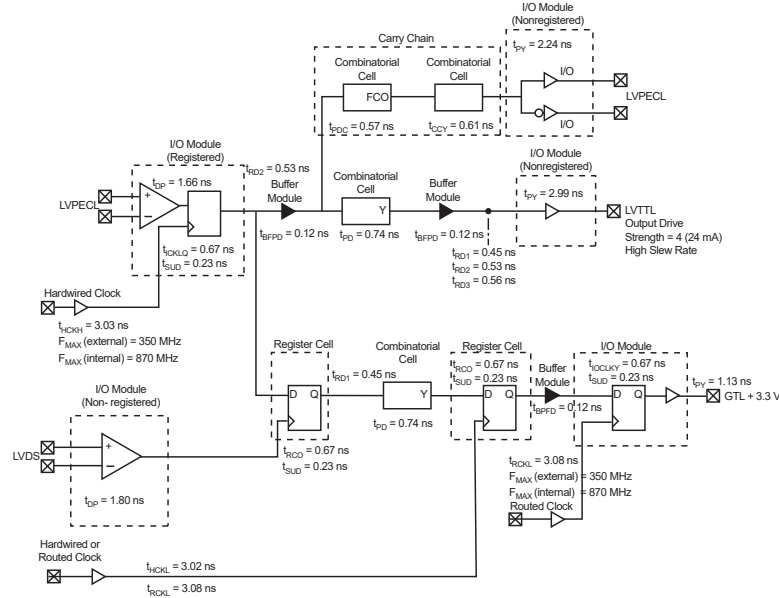 I/O Module
(Nonregistered)
Carry Chain
tPY = 2.24 ns
Combinatorial
Cell
Combinatorial
Cell
I/O
FCO
LVPECL
I/O
tPDC = 0.57 ns
tCCY = 0.61 ns
I/O Module
(Registered)
tRD2 = 0.53 ns
I/O Module
(Nonregistered)
tDP = 1.66 ns
Buffer
Module
Combinatorial
Cell
Buffer
Module
tPY = 2.99 ns
+
LVPECL
−
Y
LVTTL
Output Drive
Strength = 4 (24 mA)
High Slew Rate
tBFPD = 0.12 ns
tPD = 0.74 ns
tBFPD = 0.12 ns
tICKLQ = 0.67 ns
tSUD = 0.23 ns
tRD1 = 0.45 ns
tRD2 = 0.53 ns
tRD3 = 0.56 ns
Hardwired Clock
tHCKH = 3.03 ns
FMAX (external) = 350 MHz
FMAX (internal) = 870 MHz
Register Cell
Combinatorial
Cell
Register Cell
I/O Module
tRD1 = 0.45 ns
tRCO = 0.67 ns
tSUD = 0.23 ns
Buffer
Module
tIOCLKY = 0.67 ns
tSUD = 0.23 ns
tPY = 1.13 ns
D Q
Y
D Q
D Q
GTL + 3.3 V
tPD = 0.74 ns
tBPFD = 0.12 ns
I/O Module
(Non- registered)
LVDS
+
−
tRCO = 0.67 ns
tSUD = 0.23 ns
tDP = 1.80 ns
tRCKL = 3.08 ns
FMAX (external) = 350 MHz
FMAX (internal) = 870 MHz
Routed Clock
Hardwired or
Routed Clock
tHCKL = 3.02 ns
tRCKL = 3.08 ns